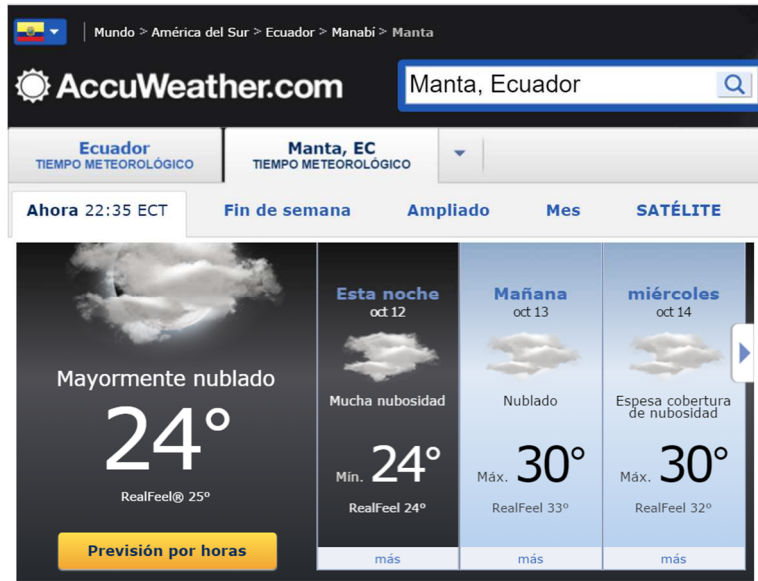 Mundo > América del Sur > Ecuador > Manabí > Manta
AccuWeather.com
Manta, Ecuador
Ecuador
TIEMPO METEOROLÓGICO
Manta, EC
TIEMPO METEOROLÓGICO
Ahora 22:35 ECT
Fin de semana
Ampliado
Mes
SATÉLITE
Mayormente nublado
24°
RealFeel® 25°
Previsión por horas
Esta noche
oct 12
Mucha nubosidad
Mín. 24°
RealFeel 24°
más
Mañana
oct 13
Nublado
Máx. 30°
RealFeel 33°
más
miércoles
oct 14
Espesa cobertura
de nubosidad
Máx. 30°
RealFeel 32°
más